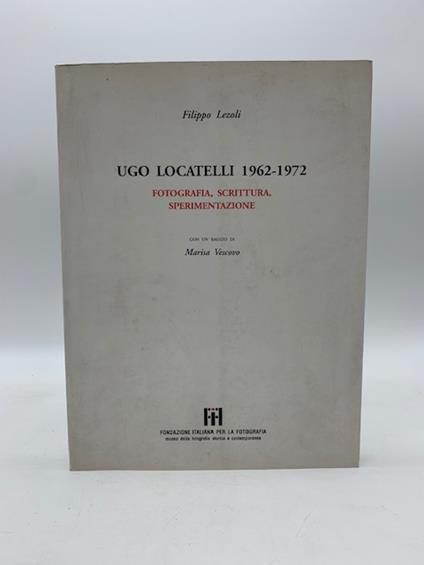 Filippo Lezoli
UGO LOCATELLI 1962-1972
FOTOGRAFIA, SCRITTURA,
SPERIMENTAZIONE
CON UN SAGGIO DI
Marisa Vescovo
FONDAZIONE ITALIANA PER LA FOTOGRAFIA
museo della fotografia storica e contemporanea